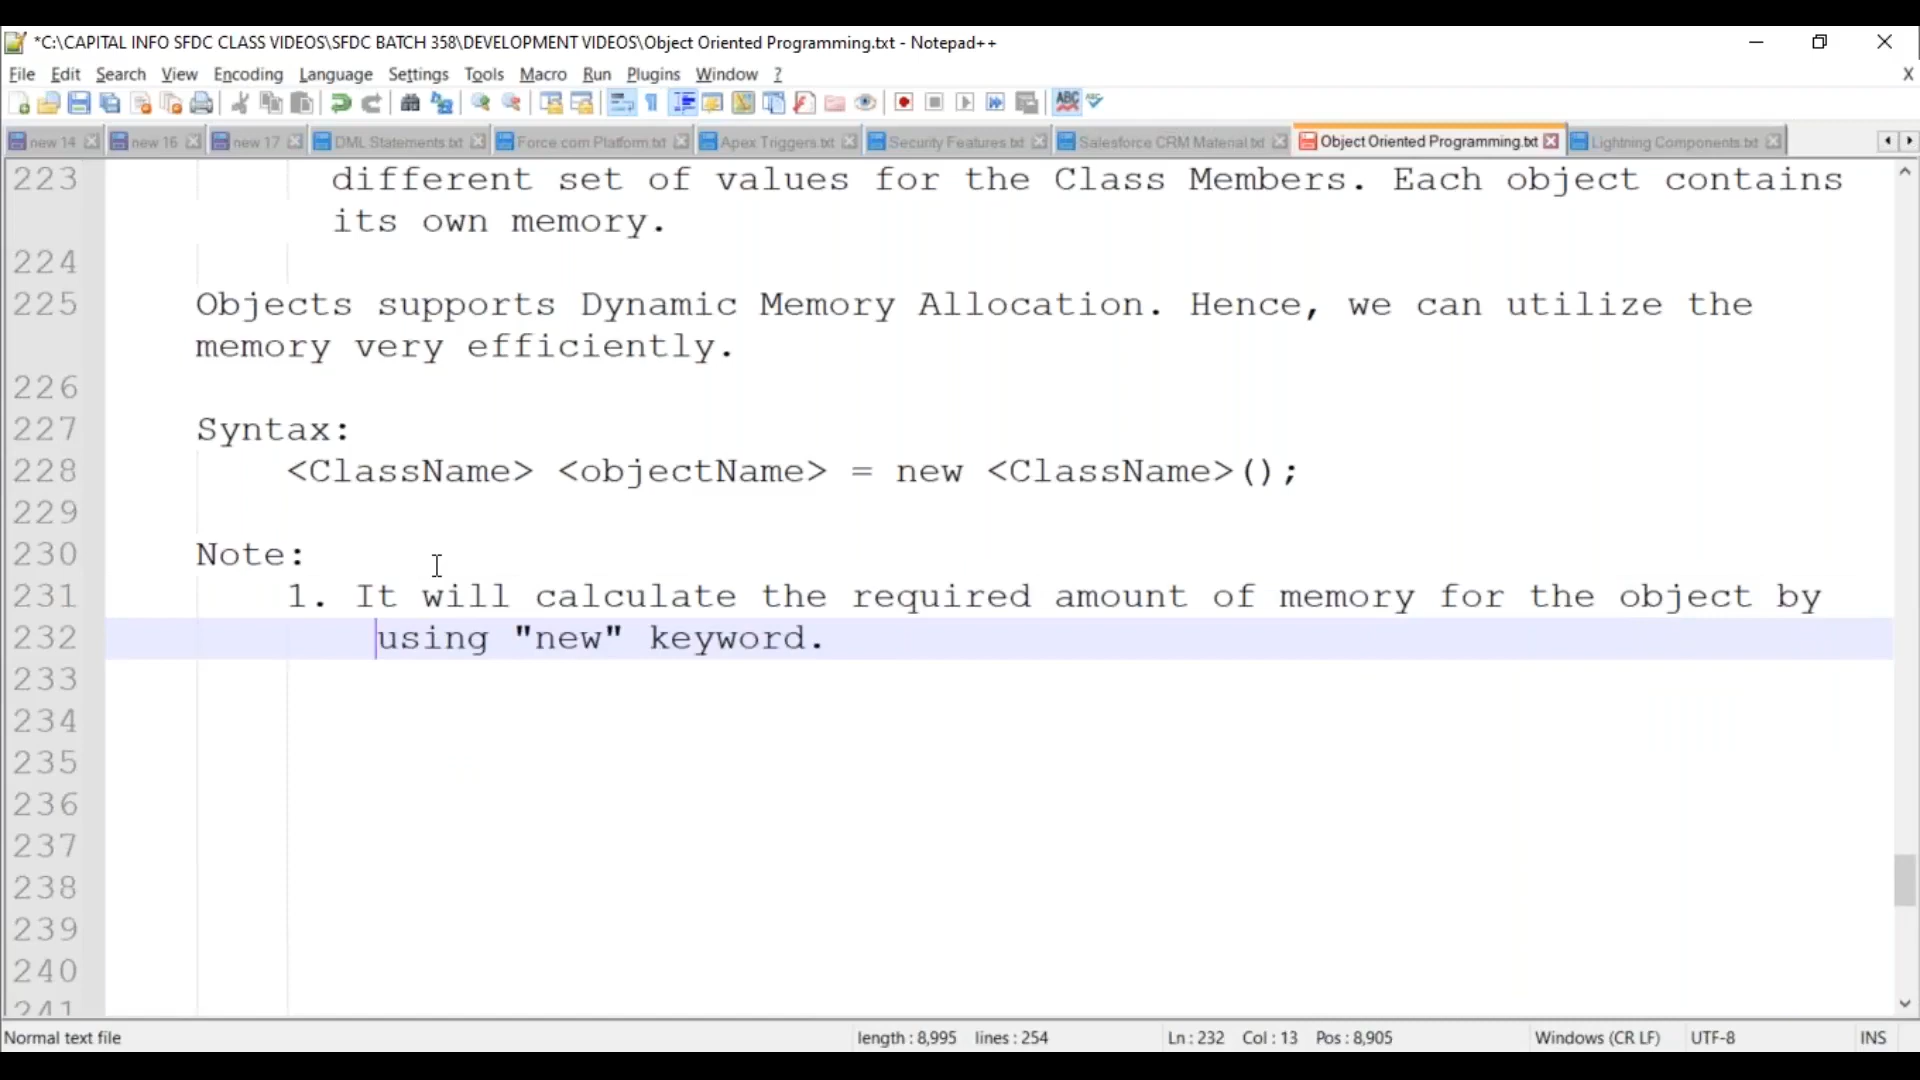 *C:\CAPITAL INFO SFDC CLASS VIDEOS\SFDC BATCH 358\DEVELOPMENT VIDEOS\Object Oriented Programming.txt - Notepad++
File Edit Search View Encoding Language Settings Tools Macro Run Plugins Window ? X
new 14 new 16 new 17 DML Statements.txt Force com Platform.txt Apex Triggers.txt Security Features.txt Salesforce CRM Material.txt Object Oriented Programming.txt Lightning Components.txt
223 different set of values for the Class Members. Each object contains
its own memory.
224
225 Objects supports Dynamic Memory Allocation. Hence, we can utilize the
memory very efficiently.
226
227 Syntax:
228 <ClassName> <objectName> = new <ClassName>();
229
230 Note:
231 1. It will calculate the required amount of memory for the object by
232 using "new" keyword.
233
234
235
236
237
238
239
240
241
Normal text file length : 8,995 lines : 254 Ln : 232 Col : 13 Pos : 8,905 Windows (CR LF) UTF-8 INS